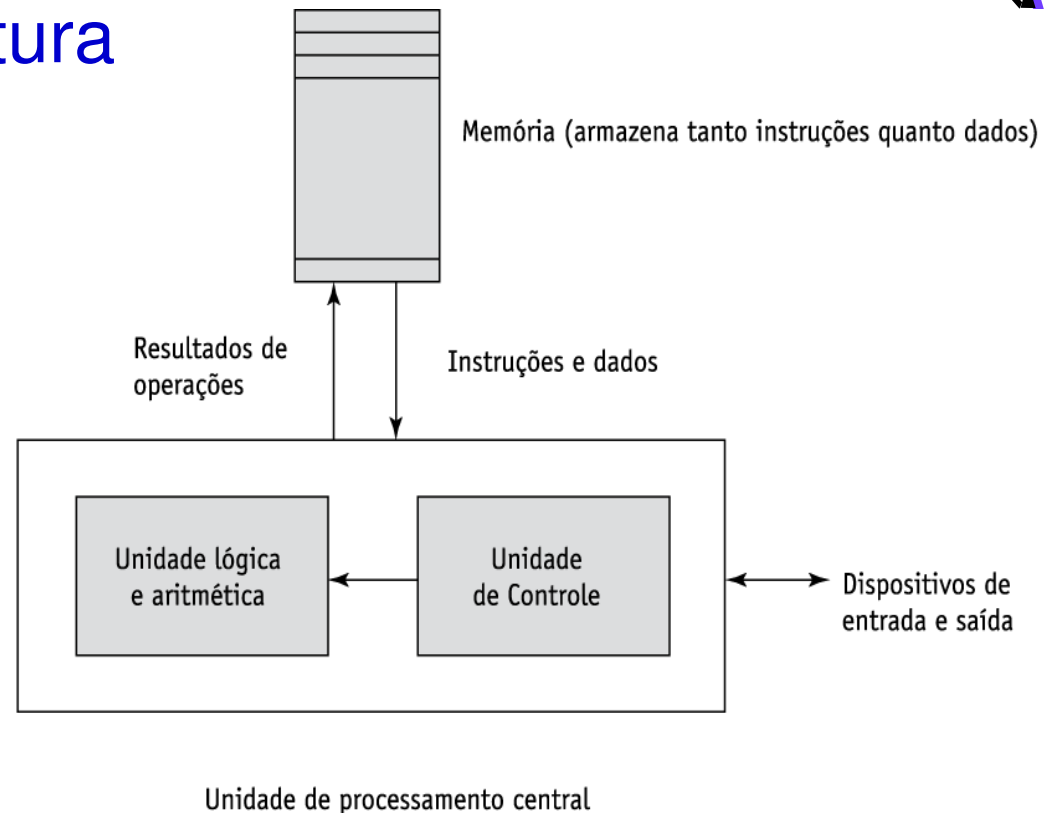 tura
Memória (armazena tanto instruções quanto dados)
Resultados de
operações
Instruções e dados
Unidade lógica
e aritmética
Unidade
de Controle
Dispositivos de
entrada e saída
Unidade de processamento central